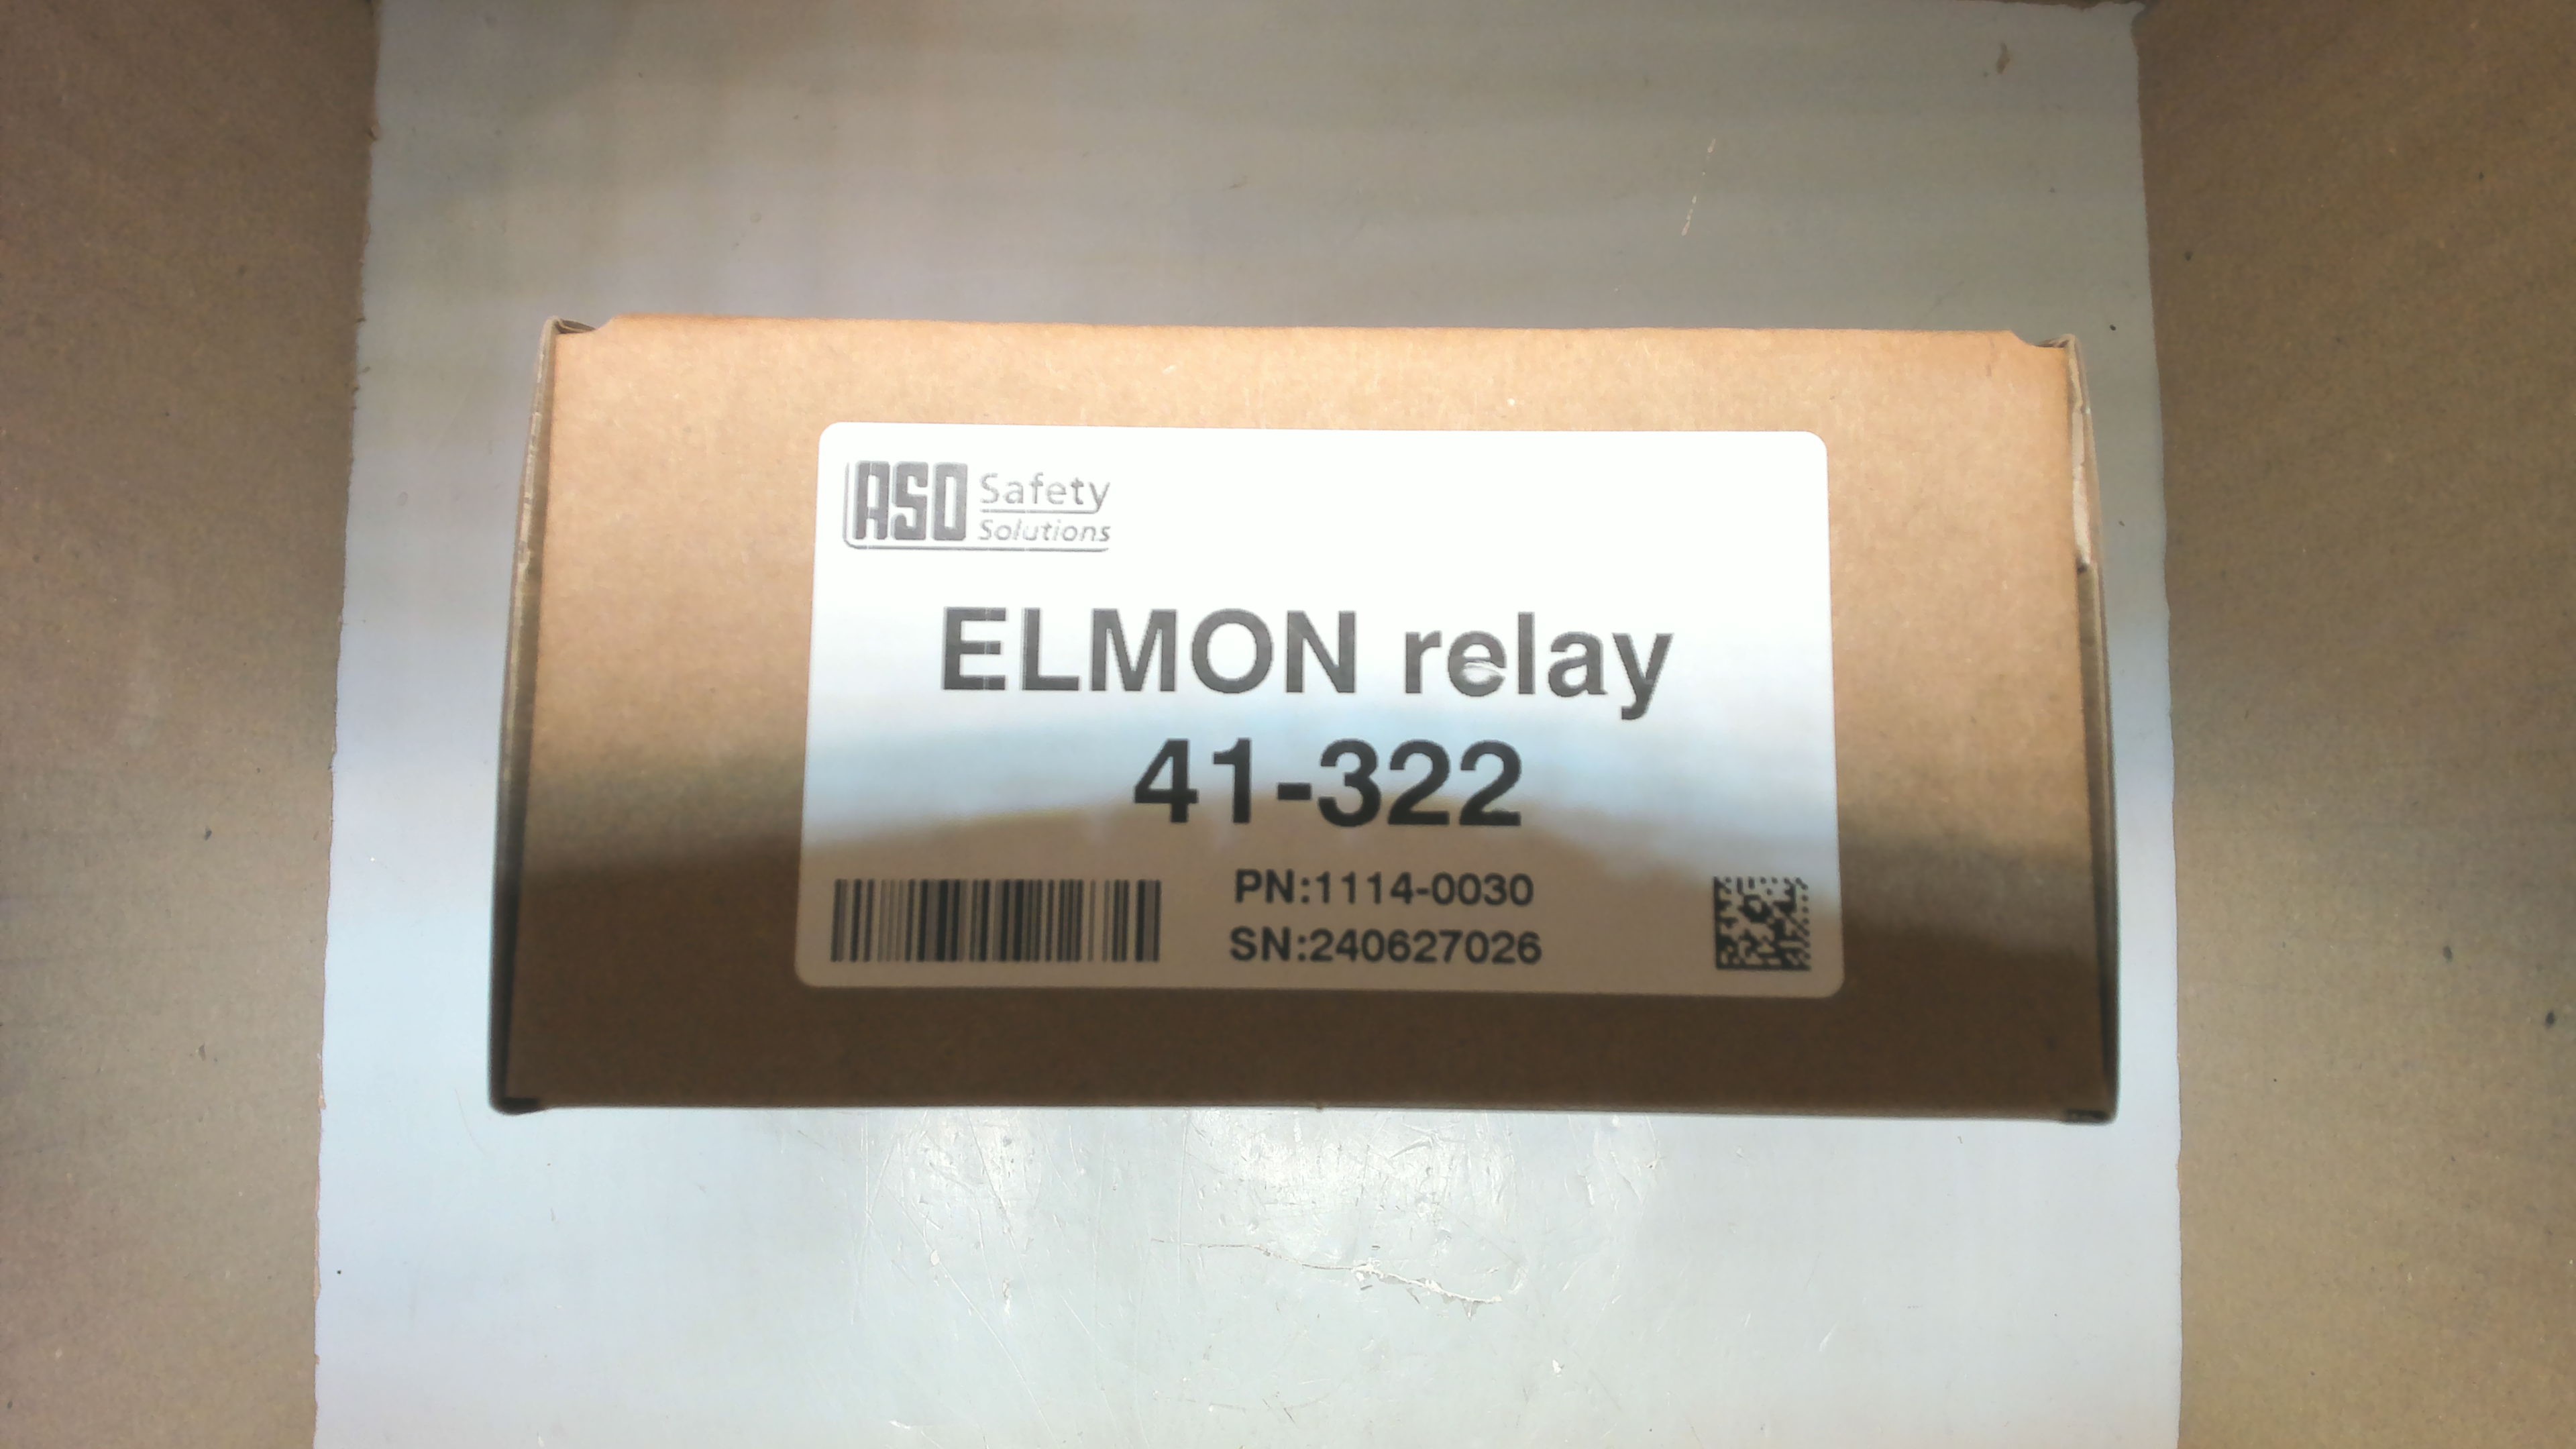 ASO Safety
Solutions
ELMON relay
41-322
PN:1114-0030
SN:240627026